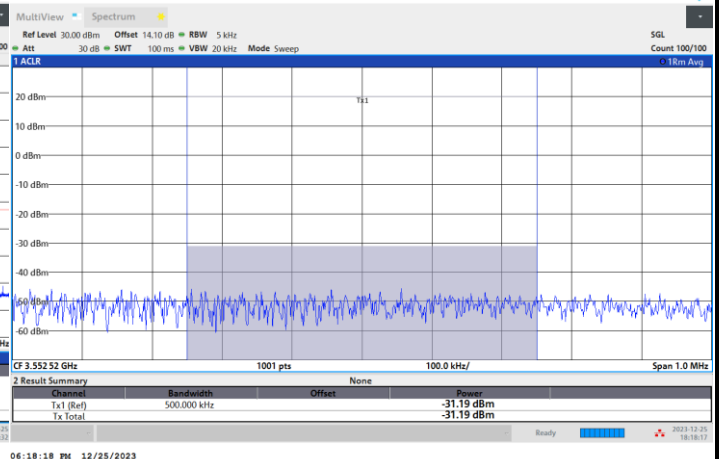 MultiView Spectrum
Ref Level 30.00 dBm Offset 14.10 dB RBW 5 kHz SGL
Att 30 dB SWT 100 ms VBW 20 kHz Mode Sweep Count 100/100
1 ACLR 1Rm Avg
Tx1
20 dBm
10 dBm
0 dBm
-10 dBm
-20 dBm
-30 dBm
-40 dBm
-50 dBm
-60 dBm
CF 3.552 52 GHz 1001 pts 100.0 kHz/ Span 1.0 MHz
2 Result Summary None
Channel Bandwidth Offset Power
Tx1 (Ref) 500.000 kHz -31.19 dBm
Tx Total -31.19 dBm
Ready 2023-12-25
18:18:17
06:18:18 PM 12/25/2023